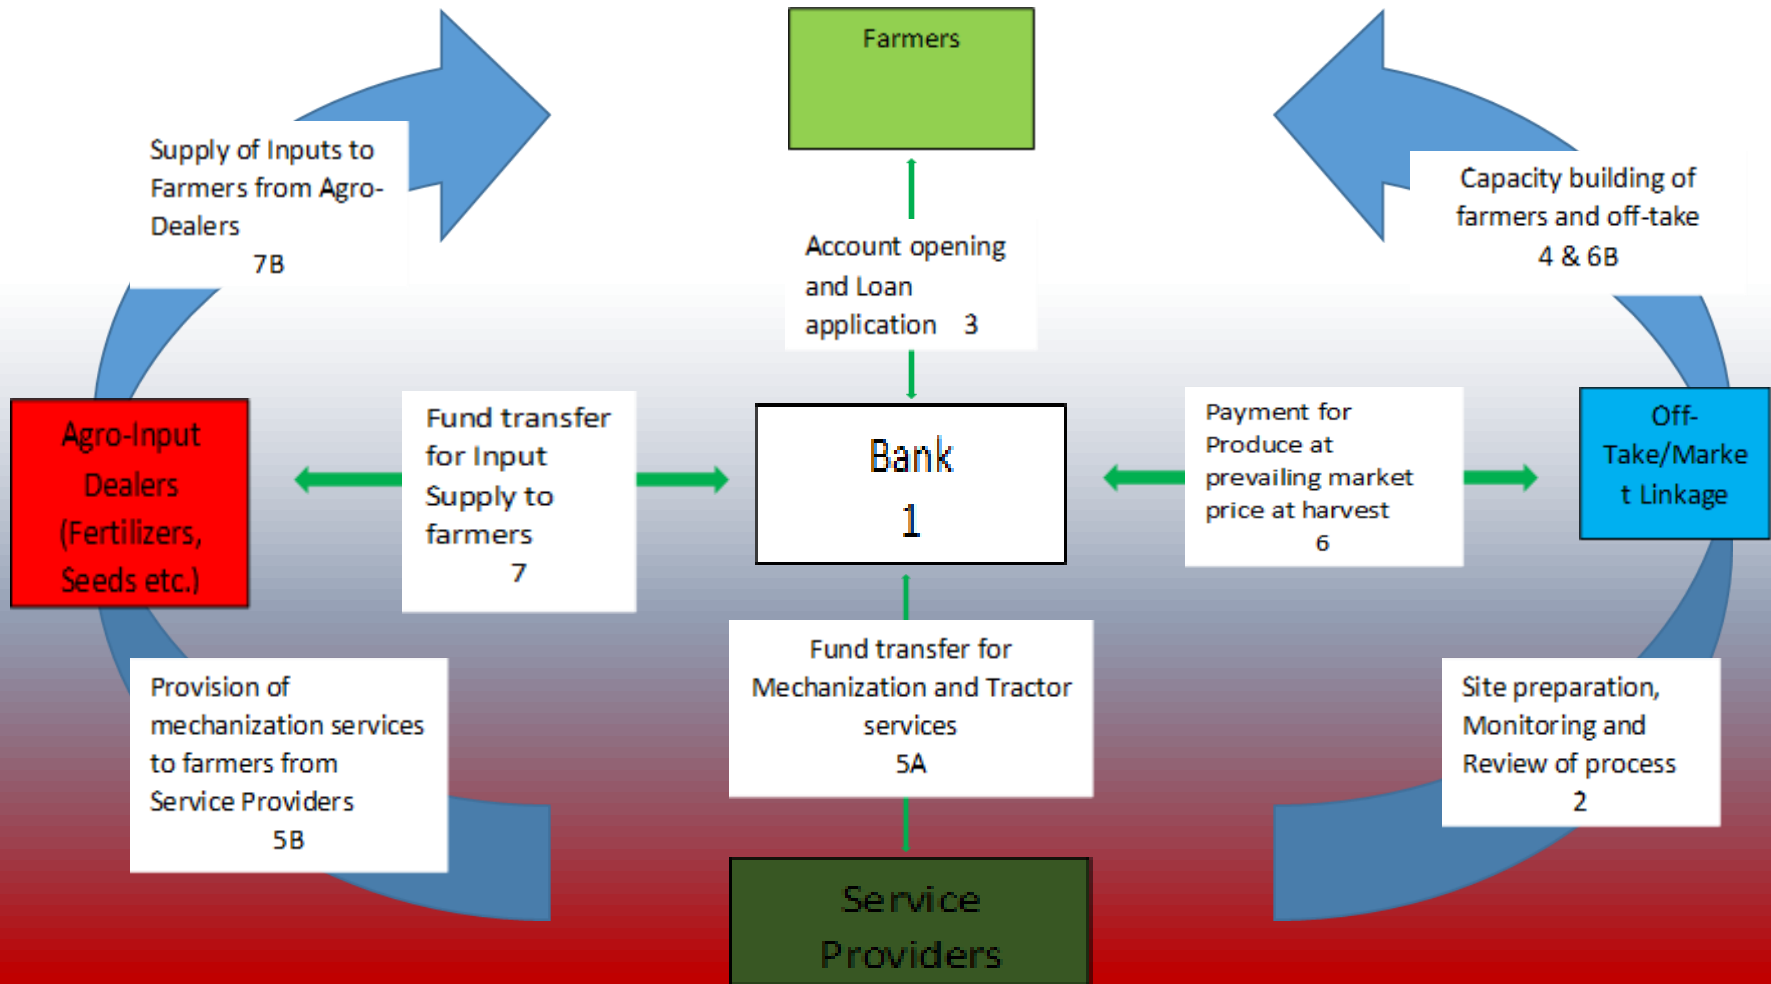 Farmers
Supply of Inputs to
Farmers from Agro-
Dealers
7B
Capacity building of
farmers and off-take
4 & 6B
Account opening
and Loan
application 3
Agro-Input
Dealers
(Fertilizers,
Seeds etc.)
Fund transfer
for Input
Supply to
farmers
7
Bank
1
Payment for
Produce at
prevailing market
price at harvest
6
Off-
Take/Marke
t Linkage
Provision of
mechanization services
to farmers from
Service Providers
5B
Fund transfer for
Mechanization and Tractor
services
5A
Site preparation,
Monitoring and
Review of process
2
Service
Providers